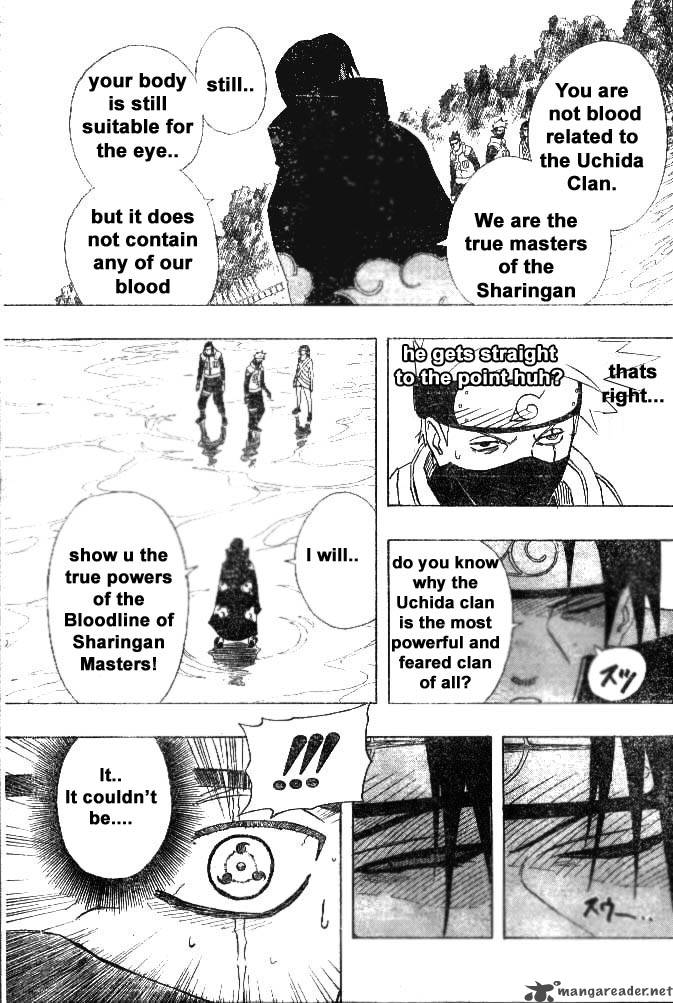 You are
not blood
related to
the Uchida
Clan.
We are the
true masters
of the
Sharingan
still..
your body
is still
suitable for
the eye..
but it does
not contain
any of our
blood
he gets straight
to the point huh?
thats
right...
do you know
why the
Uchida clan
is the most
powerful and
feared clan
of all?
ズッ
I will..
show u the
true powers
of the
Bloodline of
Sharingan
Masters!
スウー...
!!!
It..
It couldn't
be....
mangareader.net